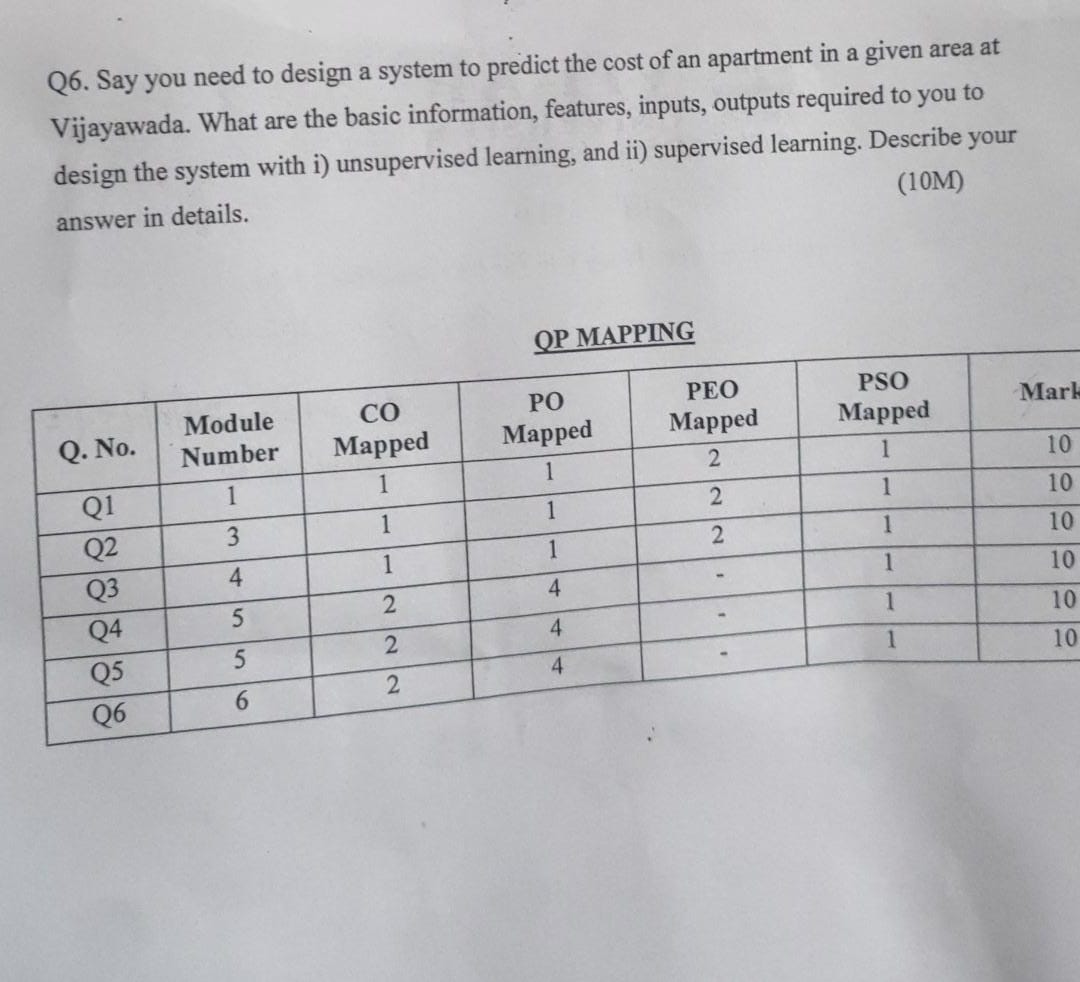 Q6. Say you need to design a system to predict the cost of an apartment in a given area at
Vijayawada. What are the basic information, features, inputs, outputs required to you to
design the system with i) unsupervised learning, and ii) supervised learning. Describe your
answer in details. (10M)
QP MAPPING
Q. No. Module Number CO Mapped PO Mapped PEO Mapped PSO Mapped Mark
Q1 1 1 1 2 1 10
Q2 3 1 1 2 1 10
Q3 4 1 1 2 1 10
Q4 5 2 4 - 1 10
Q5 5 2 4 - 1 10
Q6 6 2 4 - 1 10